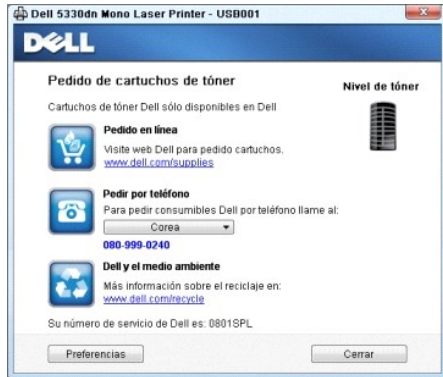 Dell 5330dn Mono Laser Printer - USB001
DELL
Pedido de cartuchos de tóner
Nivel de tóner
Cartuchos de tóner Dell sólo disponibles en Dell
Pedido en línea
Visite web Dell para pedido cartuchos.
www.dell.com/supplies
Pedir por teléfono
Para pedir consumibles Dell por teléfono llame al:
Corea
080-999-0240
Dell y el medio ambiente
Más información sobre el reciclaje en:
www.dell.com/recycle
Su número de servicio de Dell es: 0801SPL
Preferencias
Cerrar